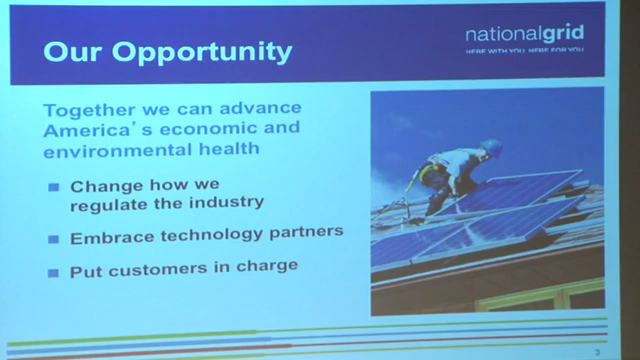 Our Opportunity
nationalgrid
HERE WITH YOU. HERE FOR YOU.
Together we can advance
America's economic and
environmental health
Change how we
regulate the industry
Embrace technology partners
Put customers in charge
3